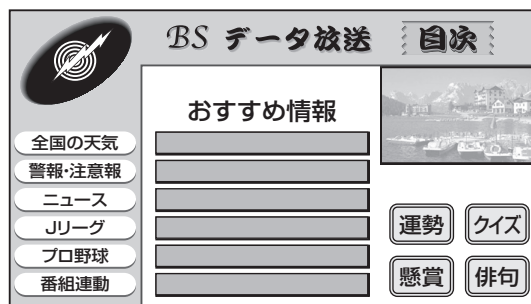 BS データ放送 目次
おすすめ情報
全国の天気
警報・注意報
ニュース
Jリーグ
プロ野球
番組連動
運勢 クイズ
懸賞 俳句